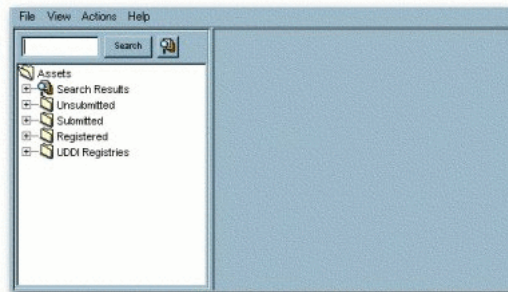 File View Actions Help
Search
Assets
Search Results
Unsubmitted
Submitted
Registered
UDDI Registries